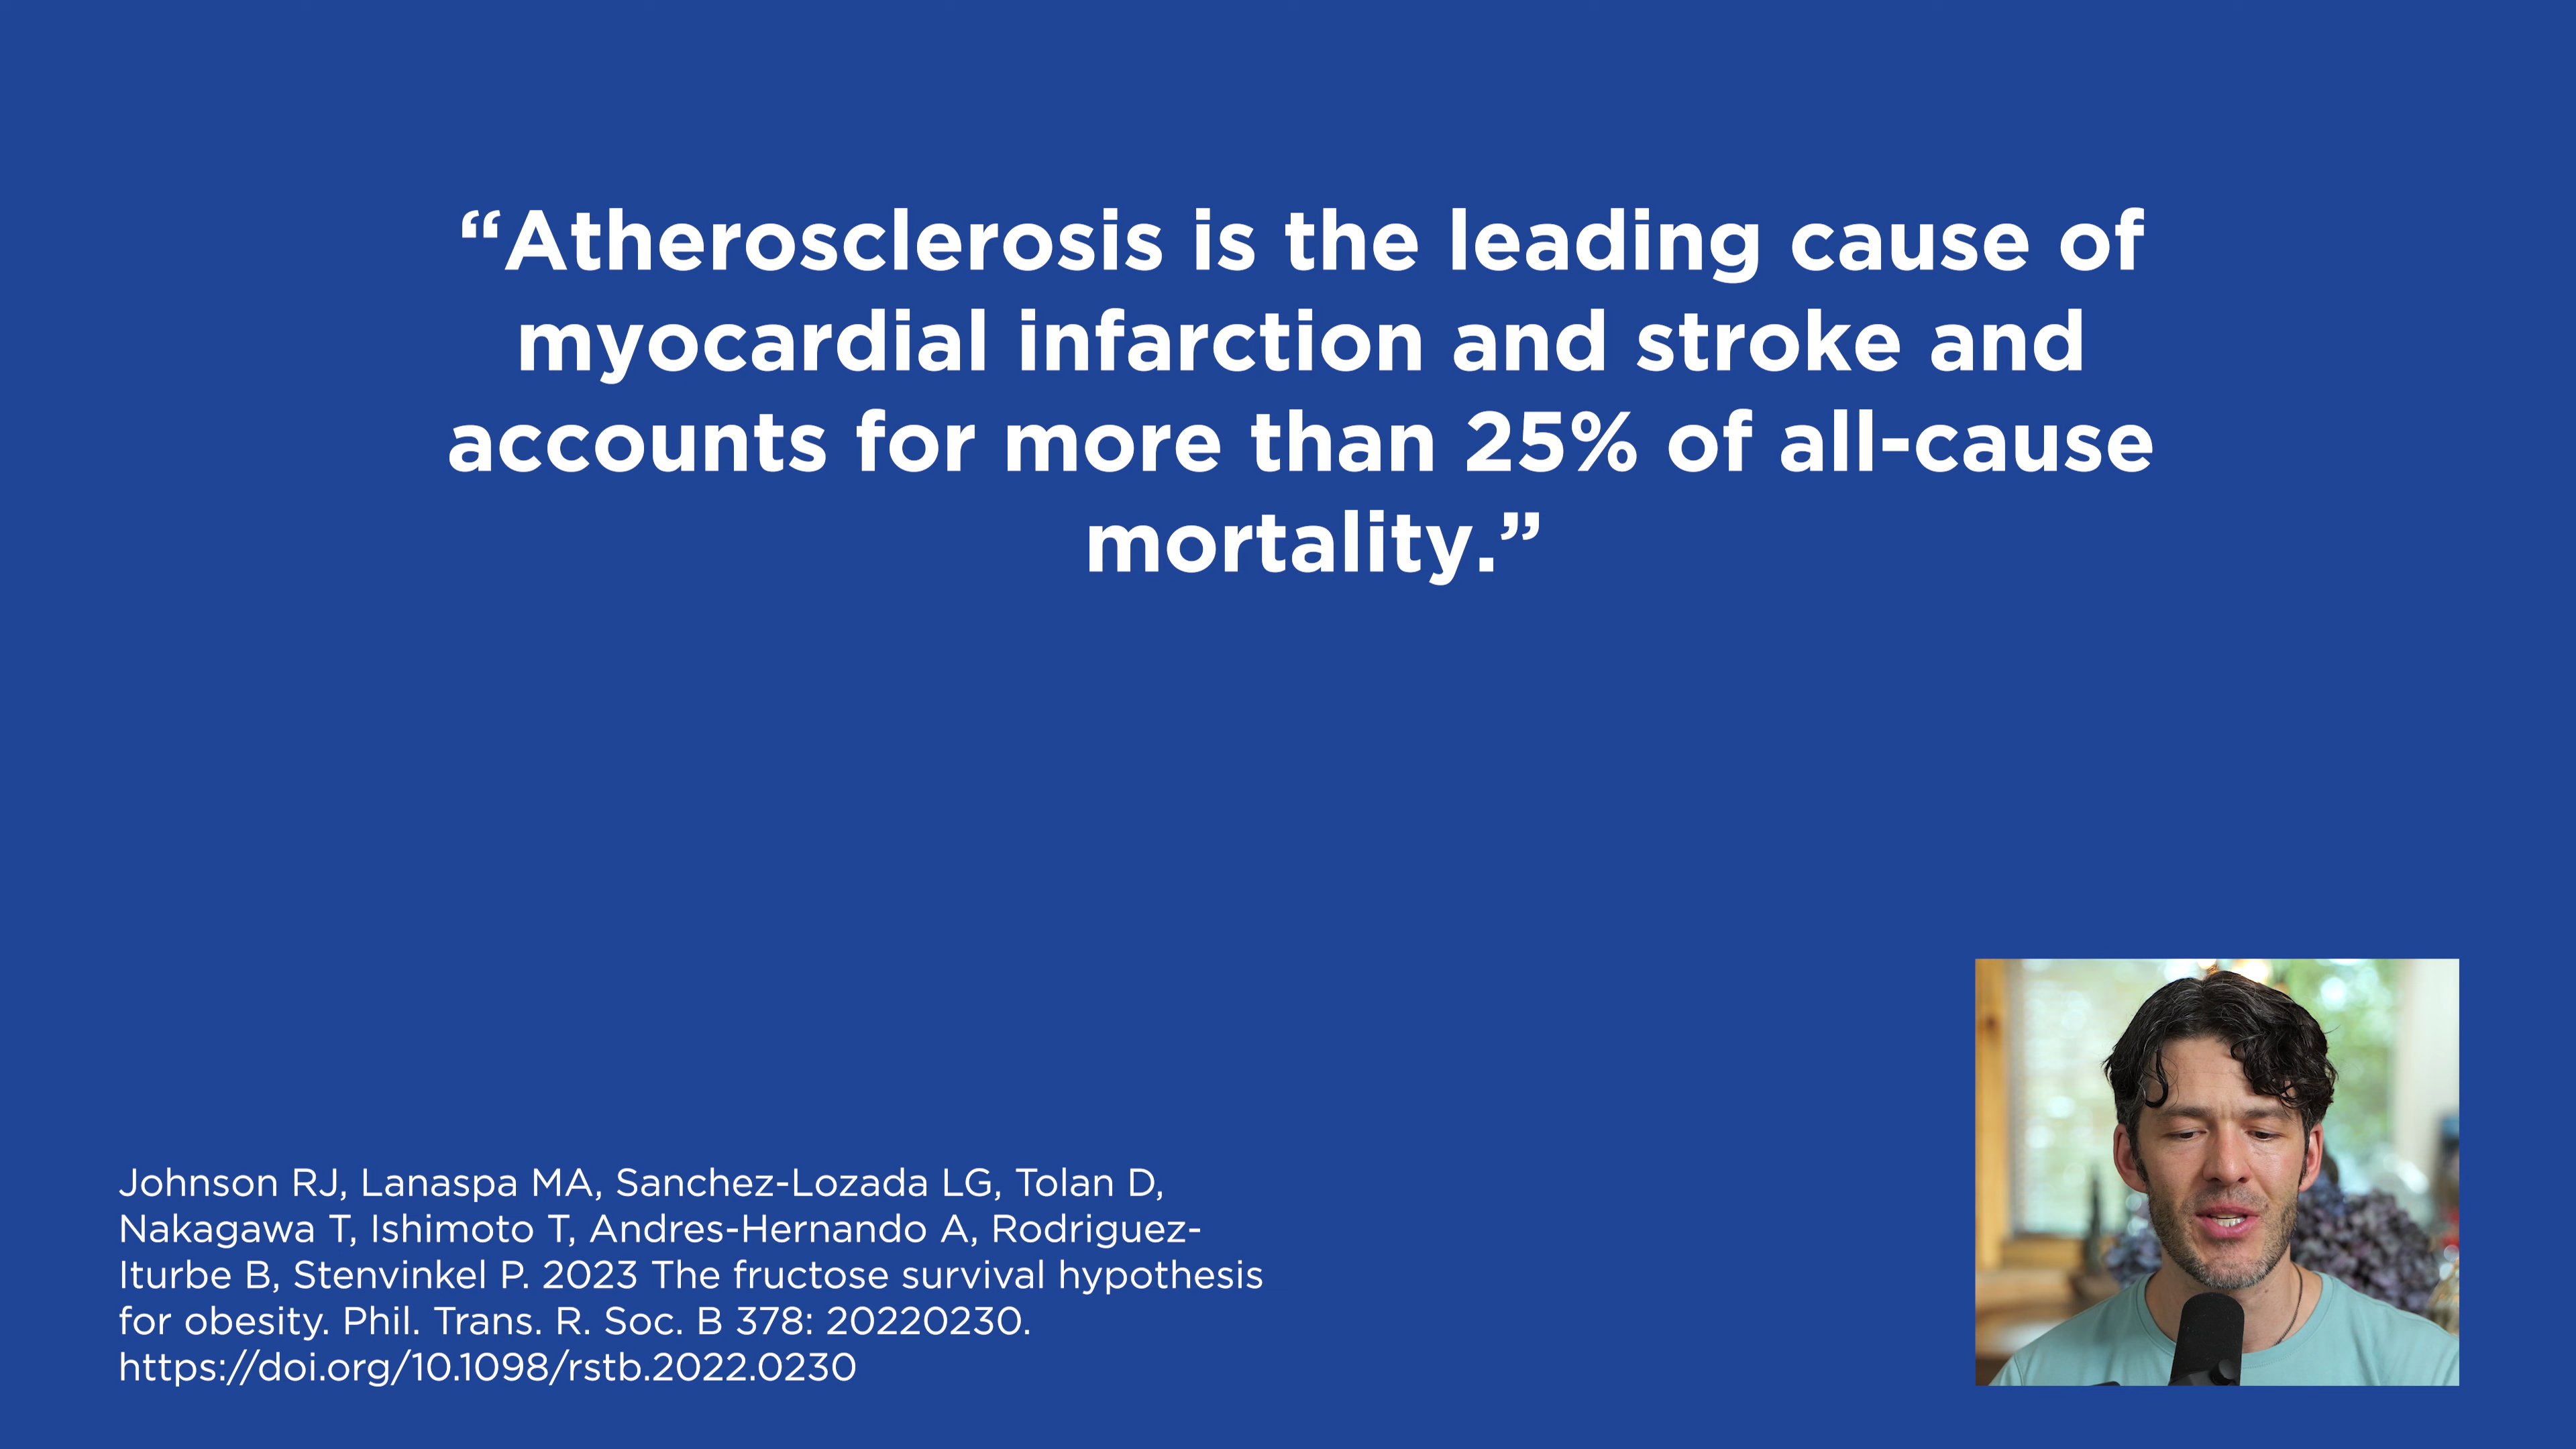 “Atherosclerosis is the leading cause of
myocardial infarction and stroke and
accounts for more than 25% of all-cause
mortality.”
Johnson RJ, Lanaspa MA, Sanchez-Lozada LG, Tolan D,
Nakagawa T, Ishimoto T, Andres-Hernando A, Rodriguez-
Iturbe B, Stenvinkel P. 2023 The fructose survival hypothesis
for obesity. Phil. Trans. R. Soc. B 378: 20220230.
https://doi.org/10.1098/rstb.2022.0230